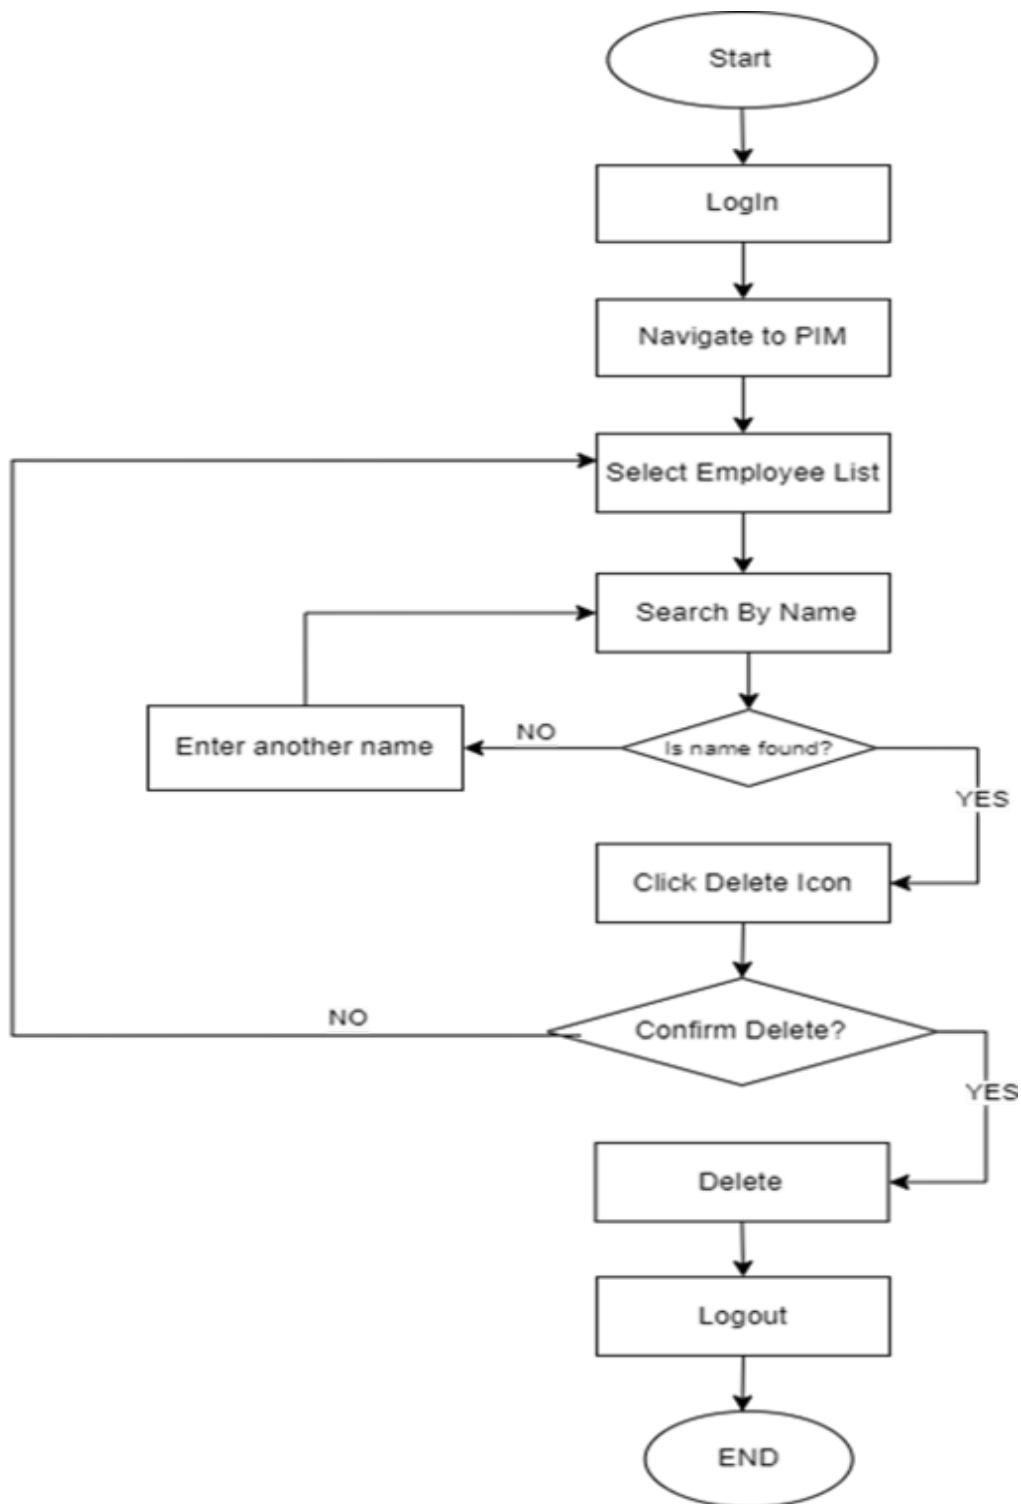 Start
LogIn
Navigate to PIM
Select Employee List
Search By Name
Is name found?
NO
Enter another name
YES
Click Delete Icon
Confirm Delete?
NO
YES
Delete
Logout
END